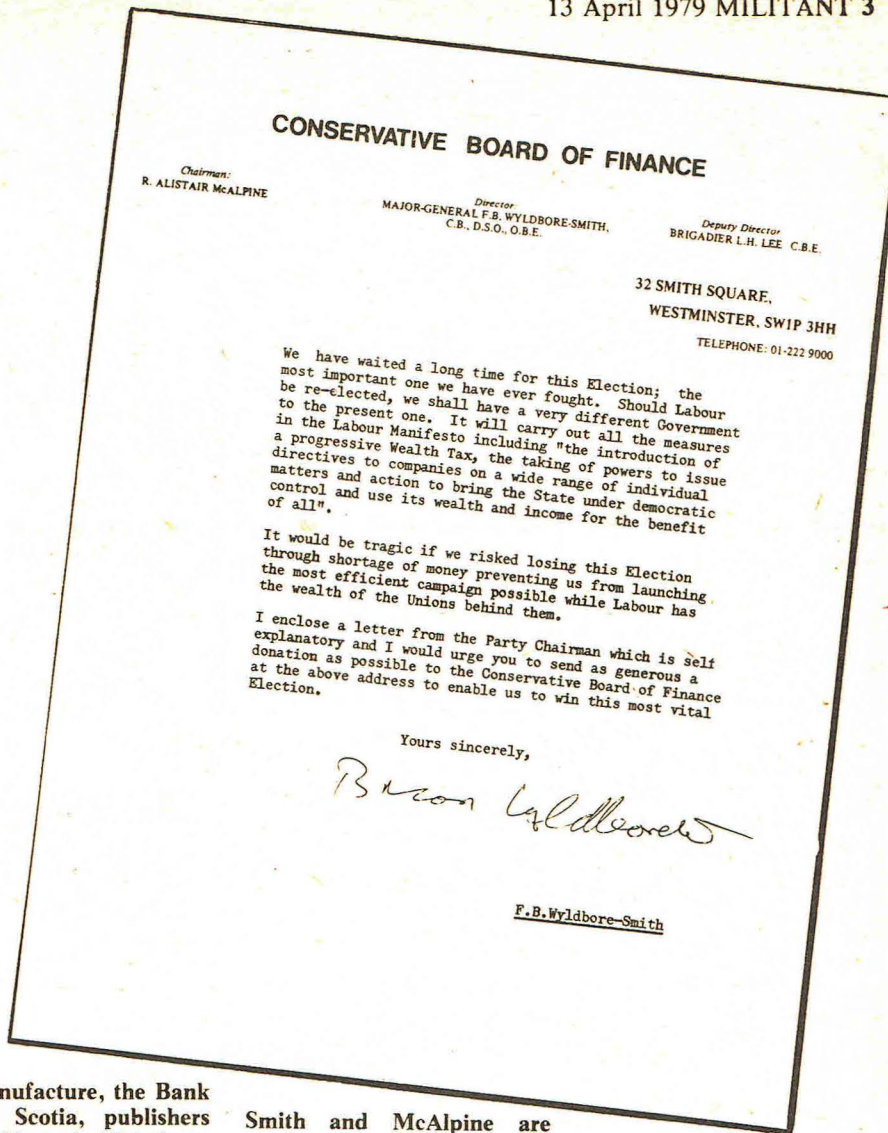 13 April 1979 MILITANT 3
CONSERVATIVE BOARD OF FINANCE
Chairman:
R. ALISTAIR McALPINE
Director
MAJOR-GENERAL F.B. WYLDBORE-SMITH,
C.B., D.S.O., O.B.E.
Deputy Director
BRIGADIER L.H. LEE C.B.E.
32 SMITH SQUARE,
WESTMINSTER, SW1P 3HH
TELEPHONE: 01-222 9000
We have waited a long time for this Election; the
most important one we have ever fought. Should Labour
be re-elected, we shall have a very different Government
to the present one. It will carry out all the measures
in the Labour Manifesto including "the introduction of
a progressive Wealth Tax, the taking of powers to issue
directives to companies on a wide range of individual
matters and action to bring the State under democratic
control and use its wealth and income for the benefit
of all".
It would be tragic if we risked losing this Election
through shortage of money preventing us from launching
the most efficient campaign possible while Labour has
the wealth of the Unions behind them.
I enclose a letter from the Party Chairman which is self
explanatory and I would urge you to send as generous a
donation as possible to the Conservative Board of Finance
at the above address to enable us to win this most vital
Election.
Yours sincerely,
F.B.Wyldbore-Smith
nufacture, the Bank
Scotia, publishers
Smith and McAlpine are